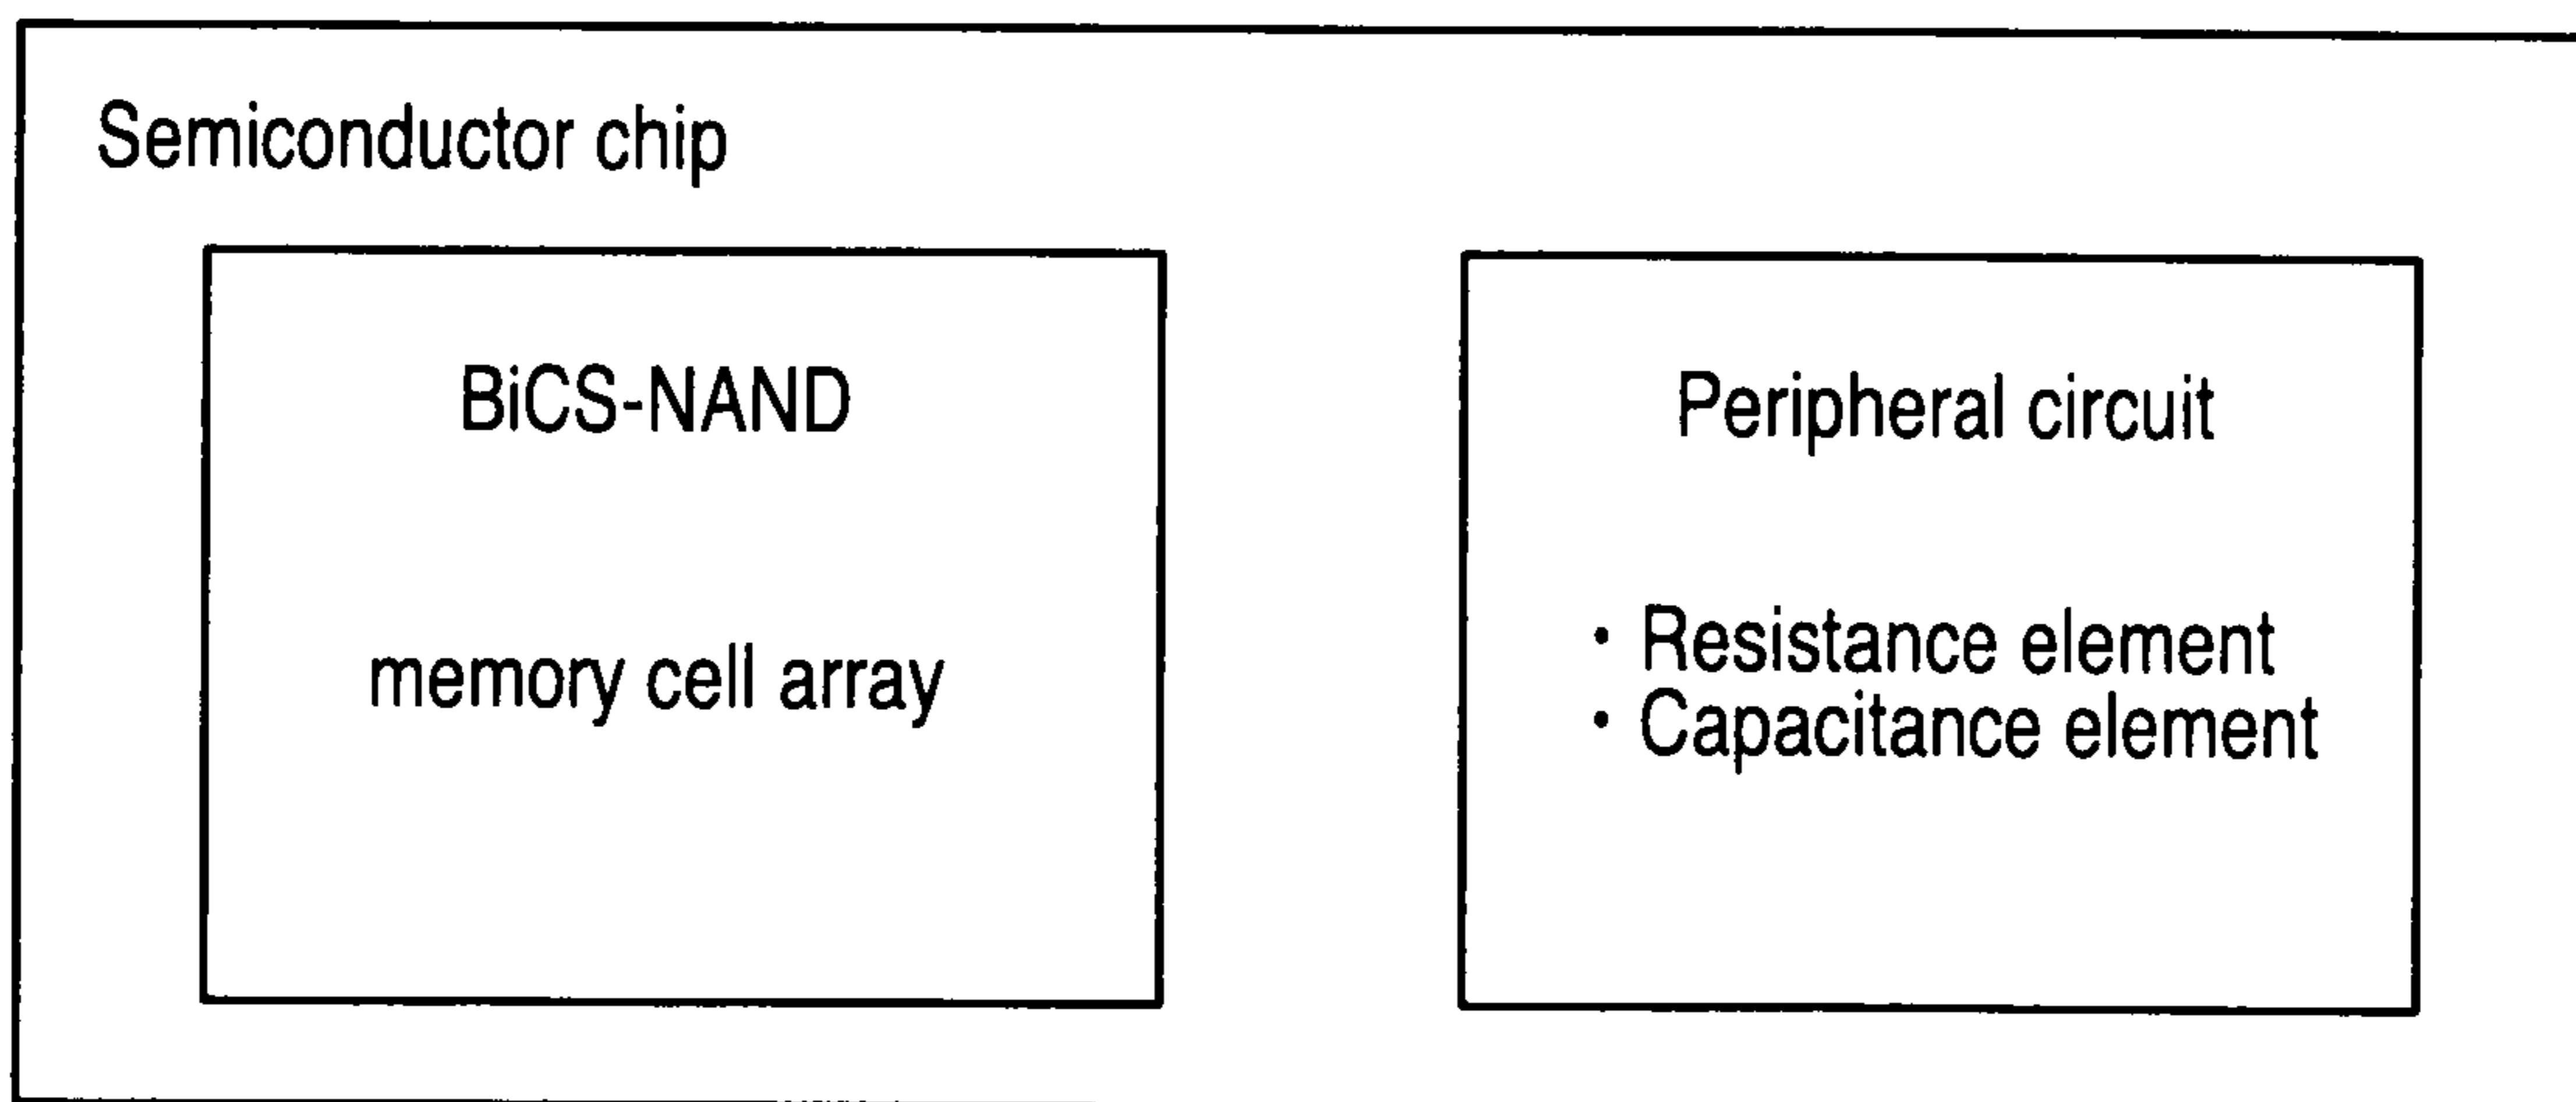 Semiconductor chip
BiCS-NAND
memory cell array
Peripheral circuit
・Resistance element
・Capacitance element